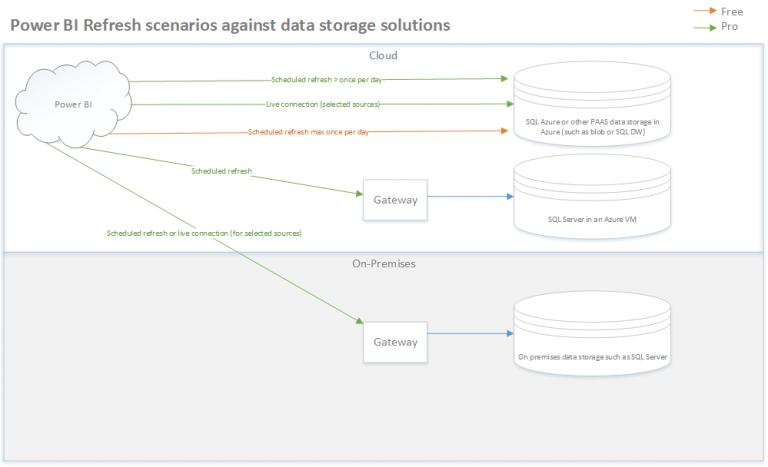 Power BI Refresh scenarios against data storage solutions
Free
Pro
Cloud
Power BI
Scheduled refresh > once per day
Live connection (selected sources)
Scheduled refresh max once per day
SQL Azure or other PAAS data storage in
Azure (such as blob or SQL DW)
Scheduled refresh
Gateway
SQL Server in an Azure VM
Scheduled refresh or live connection (for selected sources)
On-Premises
Gateway
On premises data storage such as SQL Server